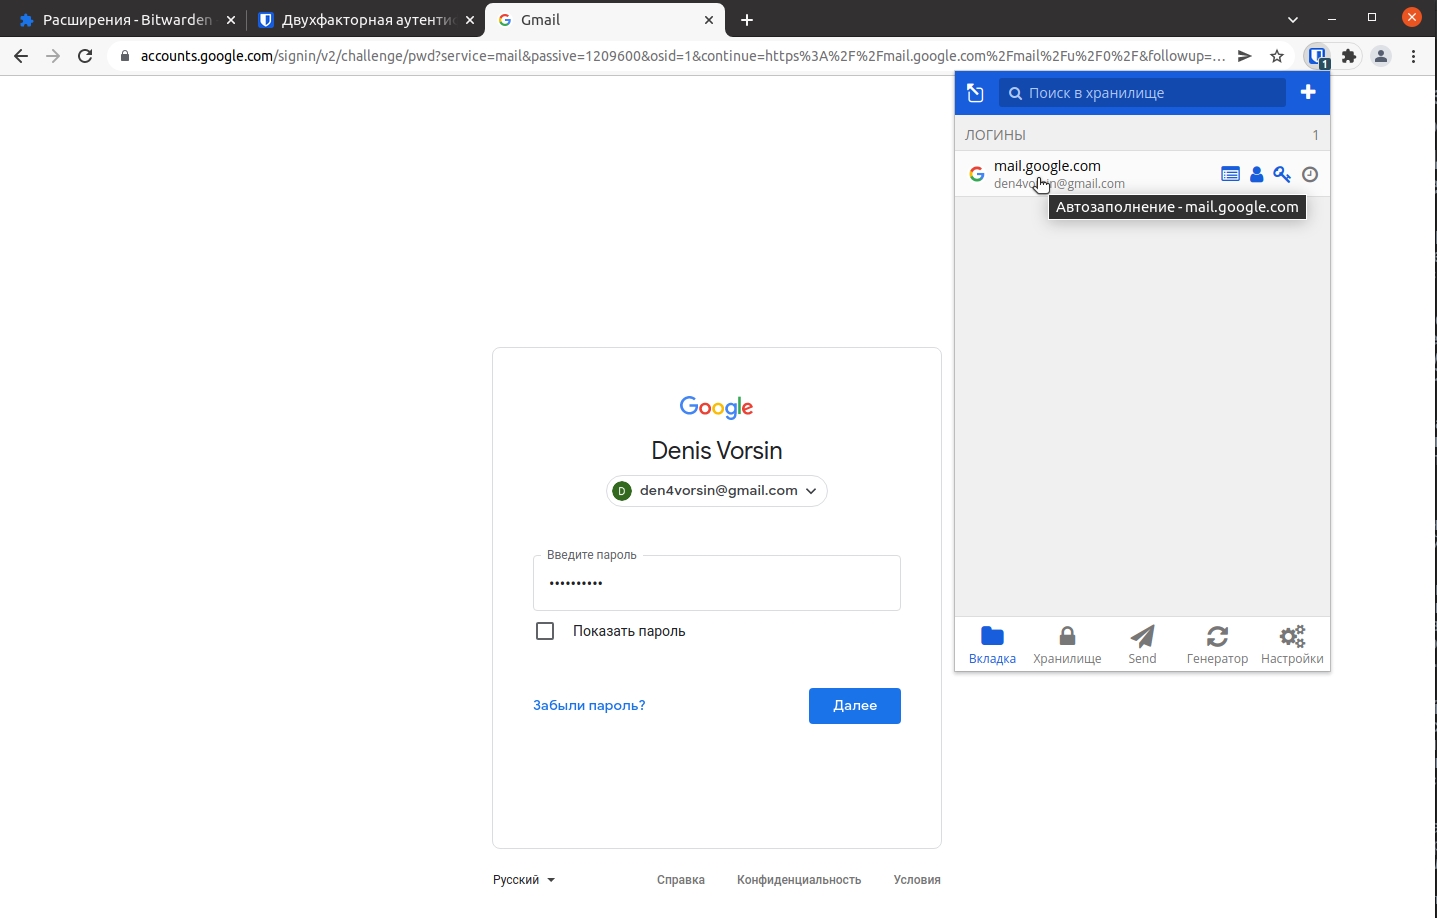 Расширения - Bitwarden
Двухфакторная аутенти
Gmail
accounts.google.com/signin/v2/challenge/pwd?service=mail&passive=1209600&osid=1&continue=https%3A%2F%2Fmail.google.com%2Fmail%2Fu%2F0%2F&followup=...
1
Поиск в хранилище
ЛОГИНЫ 1
mail.google.com
den4vorsin@gmail.com
Автозаполнение - mail.google.com
Google
Denis Vorsin
D den4vorsin@gmail.com
Введите пароль
••••••••••
Показать пароль
Забыли пароль? Далее
Вкладка Хранилище Send Генератор Настройки
Русский Справка Конфиденциальность Условия